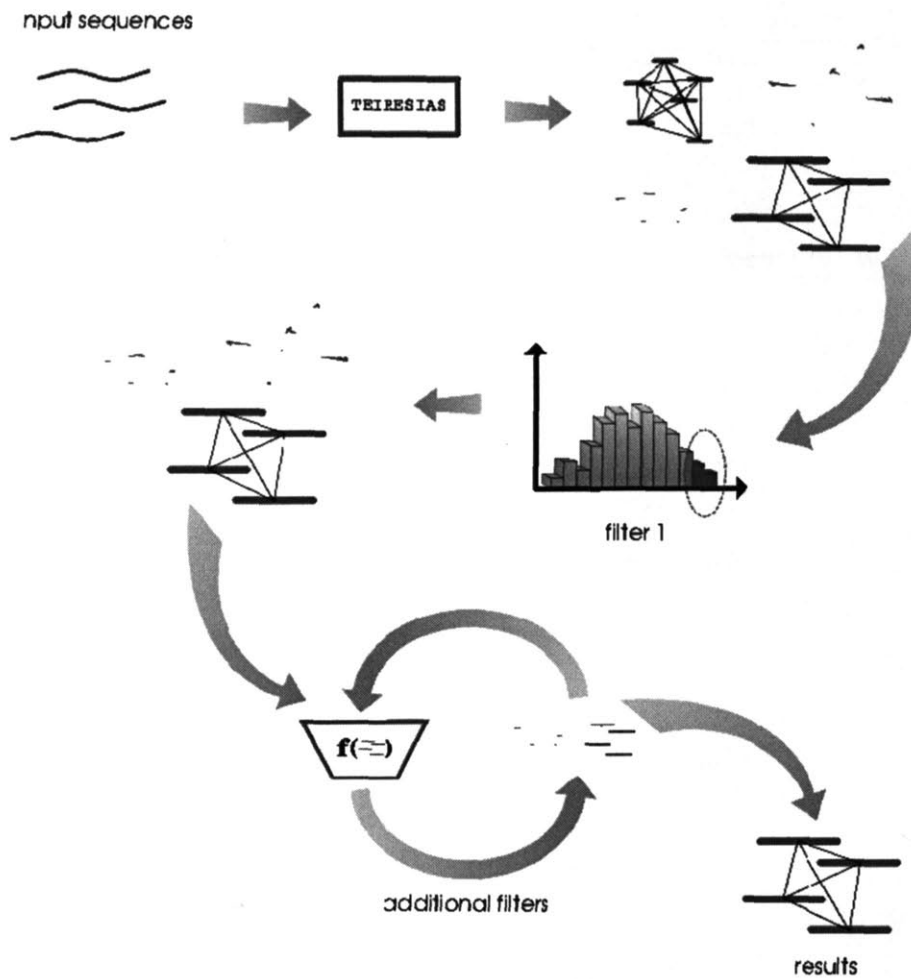 nput sequences
TEIRESIAS
filter 1
f( )
additional filters
results